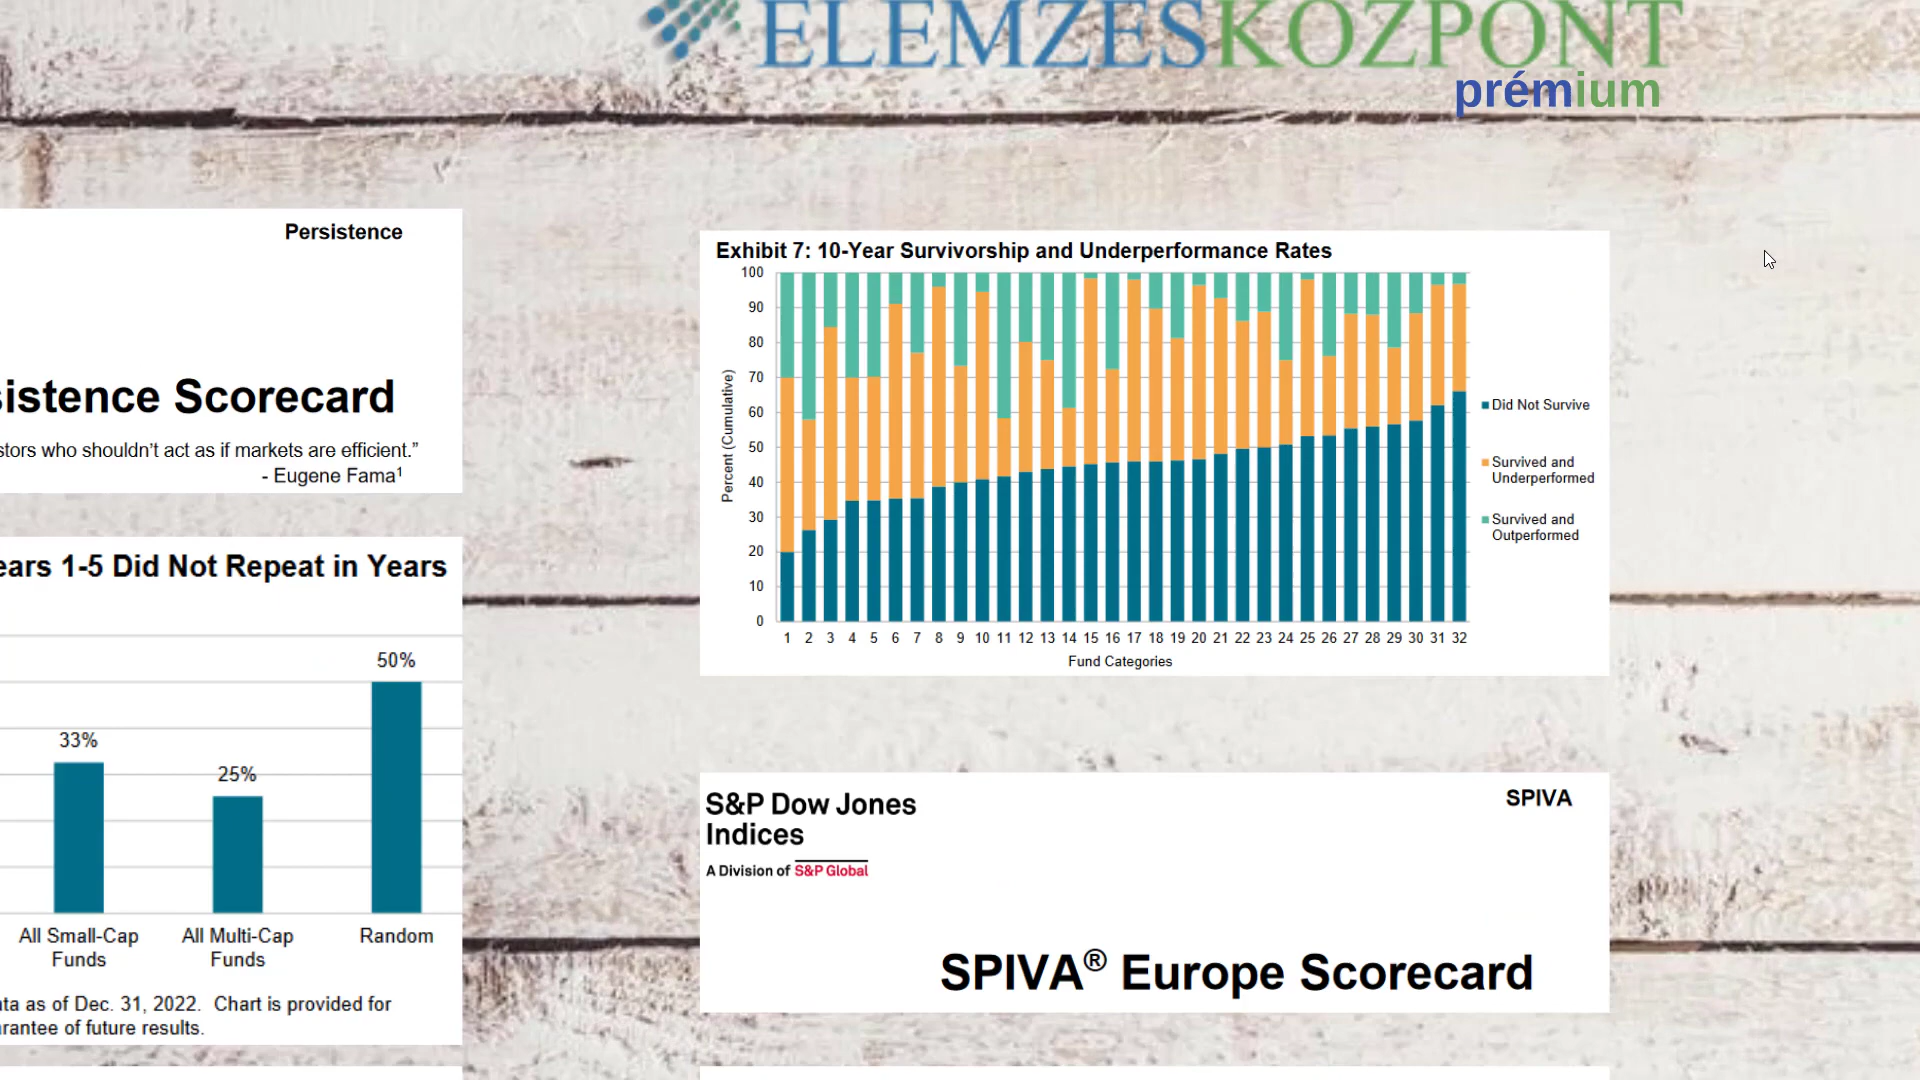 ELEMZÉSKÖZPONT
prémium
Persistence
sistence Scorecard
stors who shouldn’t act as if markets are efficient.”
- Eugene Fama¹
ears 1-5 Did Not Repeat in Years
33%
25%
50%
All Small-Cap
Funds
All Multi-Cap
Funds
Random
ata as of Dec. 31, 2022. Chart is provided for
arantee of future results.
Exhibit 7: 10-Year Survivorship and Underperformance Rates
Percent (Cumulative)
100
90
80
70
60
50
40
30
20
10
0
1 2 3 4 5 6 7 8 9 10 11 12 13 14 15 16 17 18 19 20 21 22 23 24 25 26 27 28 29 30 31 32
Fund Categories
Did Not Survive
Survived and
Underperformed
Survived and
Outperformed
S&P Dow Jones
Indices
A Division of S&P Global
SPIVA
SPIVA® Europe Scorecard